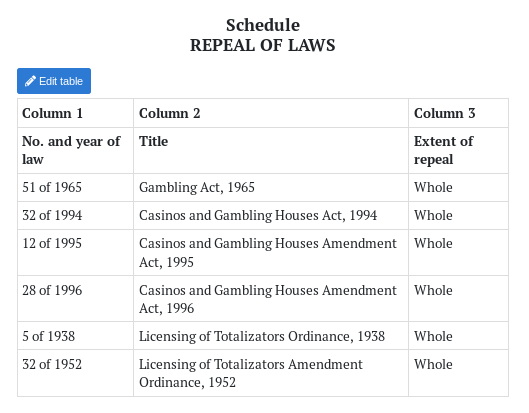 Schedule
REPEAL OF LAWS
Edit table
Column 1 Column 2 Column 3
No. and year of Title Extent of
law repeal
51 of 1965 Gambling Act, 1965 Whole
32 of 1994 Casinos and Gambling Houses Act, 1994 Whole
12 of 1995 Casinos and Gambling Houses Amendment Whole
Act, 1995
28 of 1996 Casinos and Gambling Houses Amendment Whole
Act, 1996
5 of 1938 Licensing of Totalizators Ordinance, 1938 Whole
32 of 1952 Licensing of Totalizators Amendment Whole
Ordinance, 1952